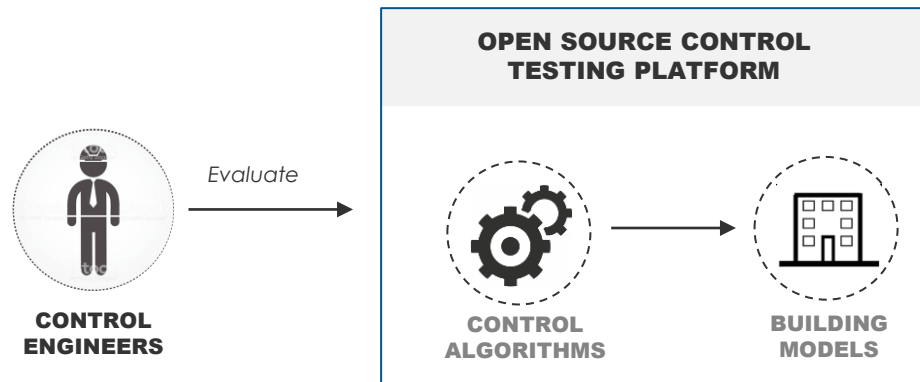 OPEN SOURCE CONTROL
TESTING PLATFORM
Evaluate
CONTROL
ENGINEERS
CONTROL
ALGORITHMS
BUILDING
MODELS